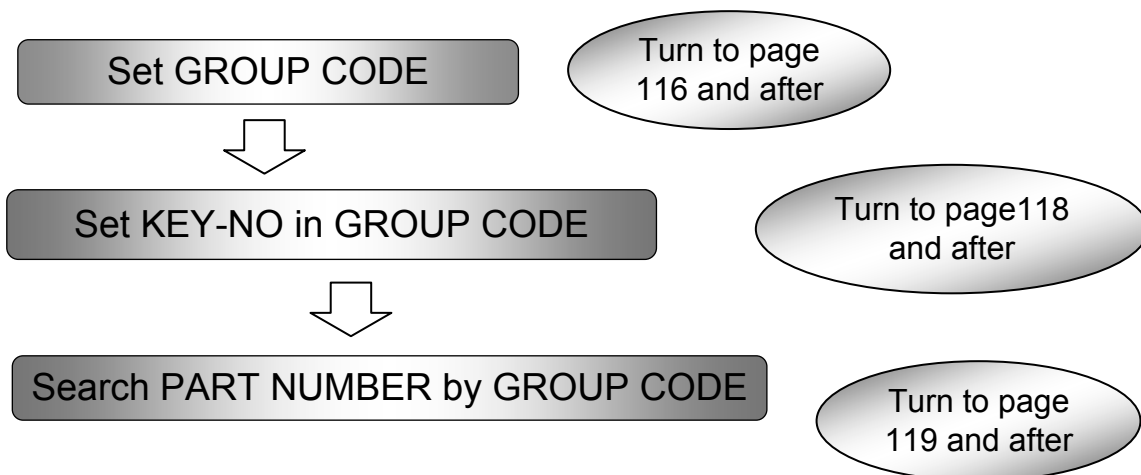 Set GROUP CODE
Turn to page
116 and after
Set KEY-NO in GROUP CODE
Turn to page118
and after
Search PART NUMBER by GROUP CODE
Turn to page
119 and after